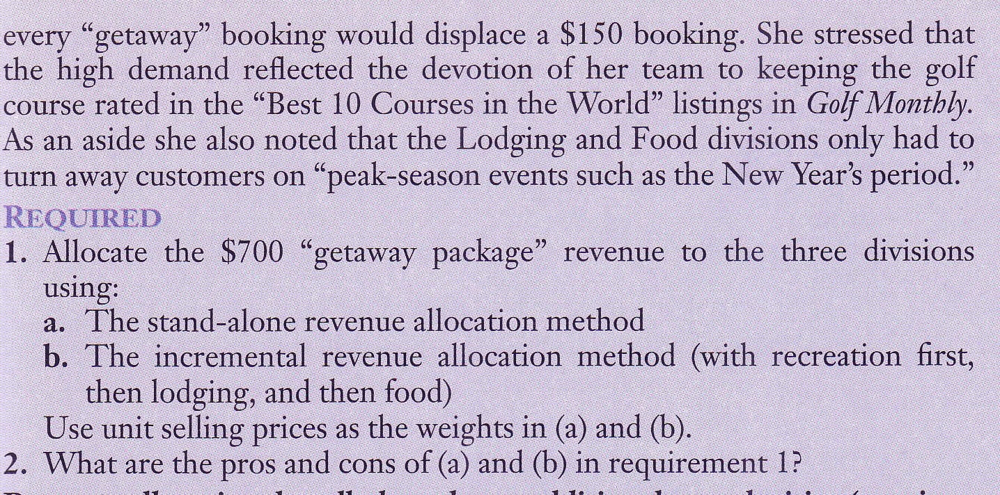 every “getaway” booking would displace a $150 booking. She stressed that
the high demand reflected the devotion of her team to keeping the golf
course rated in the “Best 10 Courses in the World” listings in Golf Monthly.
As an aside she also noted that the Lodging and Food divisions only had to
turn away customers on “peak-season events such as the New Year’s period.”
REQUIRED
1. Allocate the $700 “getaway package” revenue to the three divisions
using:
a. The stand-alone revenue allocation method
b. The incremental revenue allocation method (with recreation first,
then lodging, and then food)
Use unit selling prices as the weights in (a) and (b).
2. What are the pros and cons of (a) and (b) in requirement 1?